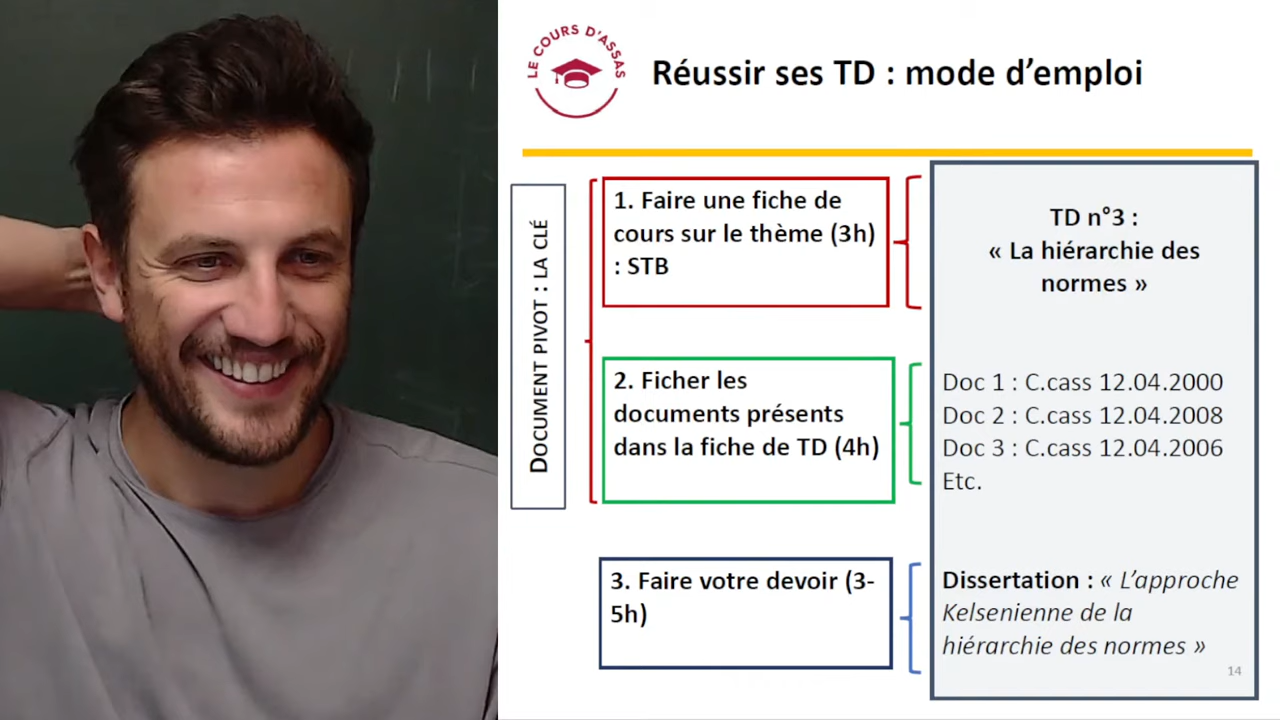 LE COURS D'ASSAS
Réussir ses TD : mode d'emploi
DOCUMENT PIVOT : LA CLÉ
1. Faire une fiche de
cours sur le thème (3h)
: STB
2. Ficher les
documents présents
dans la fiche de TD (4h)
3. Faire votre devoir (3-
5h)
TD n°3 :
« La hiérarchie des
normes »
Doc 1 : C.cass 12.04.2000
Doc 2 : C.cass 12.04.2008
Doc 3 : C.cass 12.04.2006
Etc.
Dissertation : « L'approche
Kelsenienne de la
hiérarchie des normes »
14